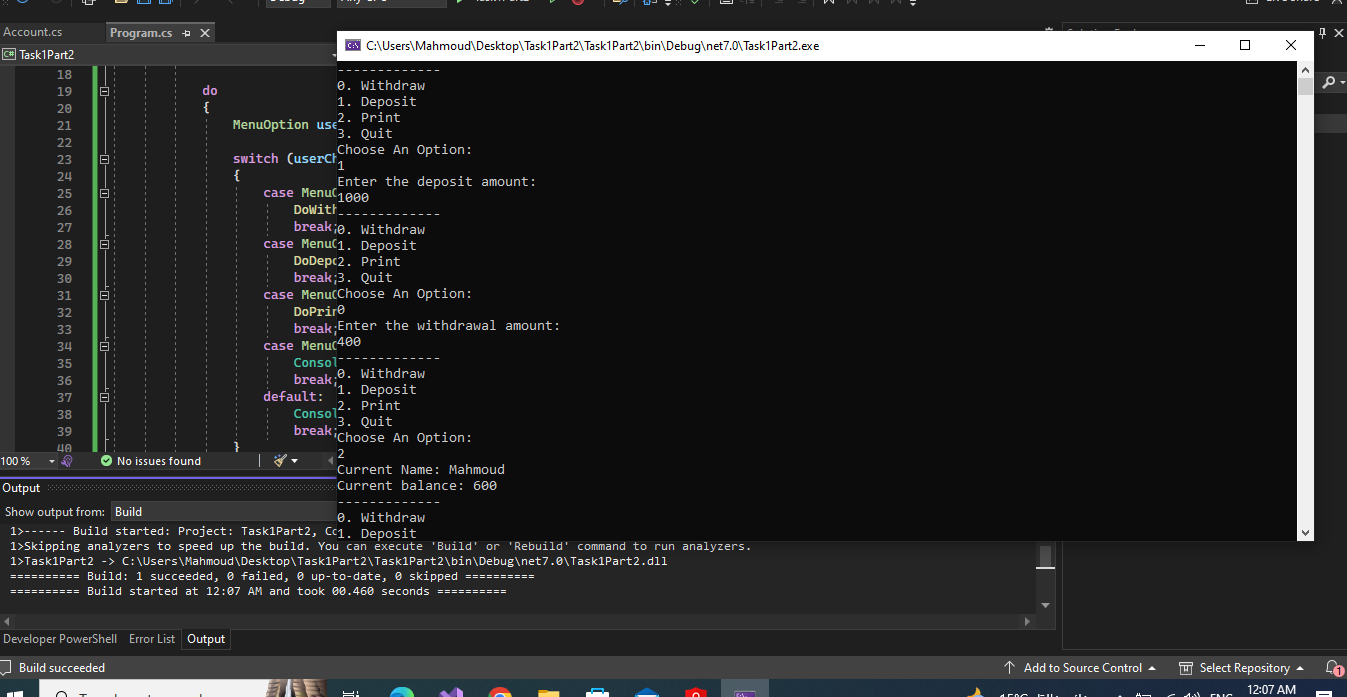 Account.cs
Program.cs
Task1Part2
18
19 do
20 {
21 MenuOption use
22
23 switch (userCh
24 {
25 case MenuO
26 DoWith
27 break;
28 case MenuO
29 DoDepo
30 break;
31 case MenuO
32 DoPrin
33 break;
34 case MenuO
35 Consol
36 break;
37 default:
38 Consol
39 break;
40 }
100 %
No issues found
C:\Users\Mahmoud\Desktop\Task1Part2\Task1Part2\bin\Debug\net7.0\Task1Part2.exe
-------------
0. Withdraw
1. Deposit
2. Print
3. Quit
Choose An Option:
1
Enter the deposit amount:
1000
-------------
0. Withdraw
1. Deposit
2. Print
3. Quit
Choose An Option:
0
Enter the withdrawal amount:
400
-------------
0. Withdraw
1. Deposit
2. Print
3. Quit
Choose An Option:
2
Current Name: Mahmoud
Current balance: 600
-------------
0. Withdraw
1. Deposit
Output
Show output from: Build
1>------ Build started: Project: Task1Part2, Co
1>Skipping analyzers to speed up the build. You can execute 'Build' or 'Rebuild' command to run analyzers.
1>Task1Part2 -> C:\Users\Mahmoud\Desktop\Task1Part2\Task1Part2\bin\Debug\net7.0\Task1Part2.dll
========== Build: 1 succeeded, 0 failed, 0 up-to-date, 0 skipped ==========
========== Build started at 12:07 AM and took 00.460 seconds ==========
Developer PowerShell Error List Output
Build succeeded
Add to Source Control
Select Repository
1
12:07 AM